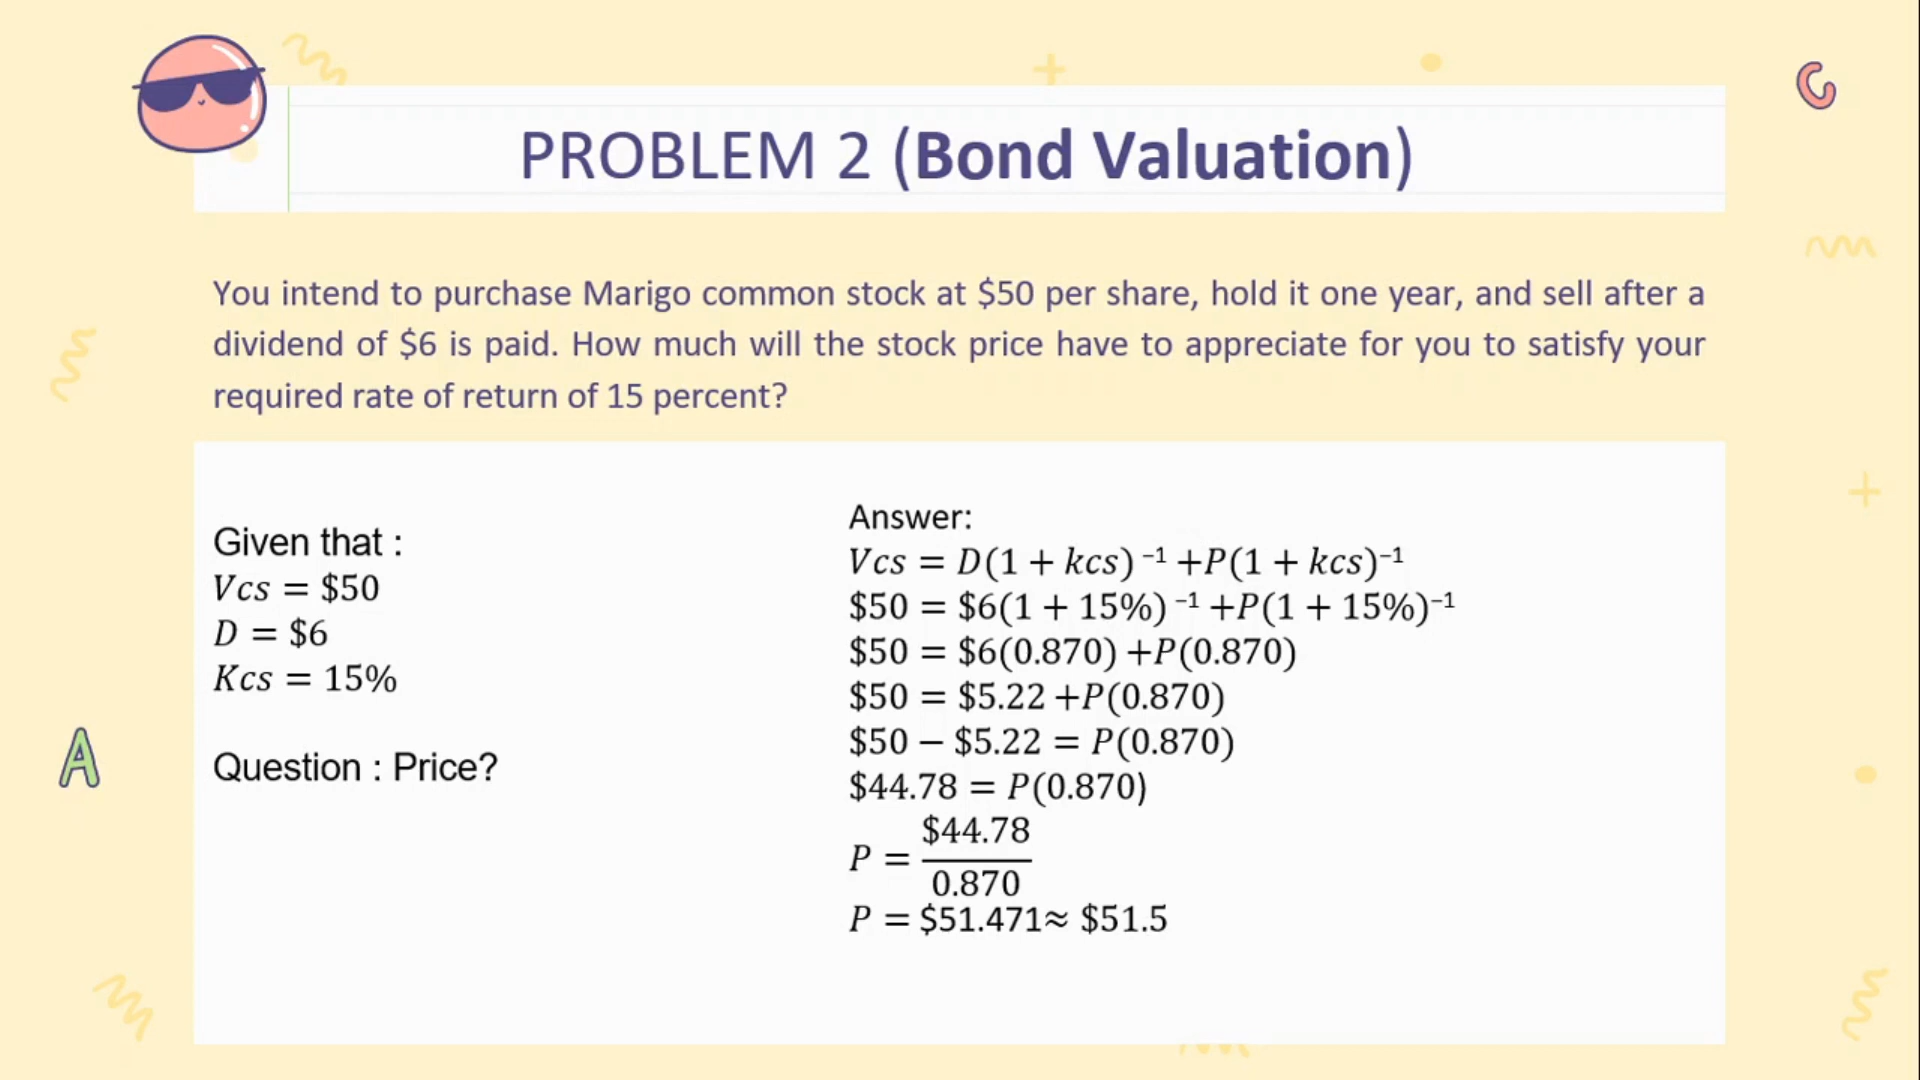 PROBLEM 2 (Bond Valuation)
You intend to purchase Marigo common stock at $50 per share, hold it one year, and sell after a
dividend of $6 is paid. How much will the stock price have to appreciate for you to satisfy your
required rate of return of 15 percent?
Given that :
Vcs = $50
D = $6
Kcs = 15%
Question : Price?
Answer:
Vcs = D(1 + kcs)⁻¹ +P(1 + kcs)⁻¹
$50 = $6(1 + 15%)⁻¹ +P(1 + 15%)⁻¹
$50 = $6(0.870) +P(0.870)
$50 = $5.22 +P(0.870)
$50 − $5.22 = P(0.870)
$44.78 = P(0.870)
P = $44.78 / 0.870
P = $51.471≈ $51.5
A